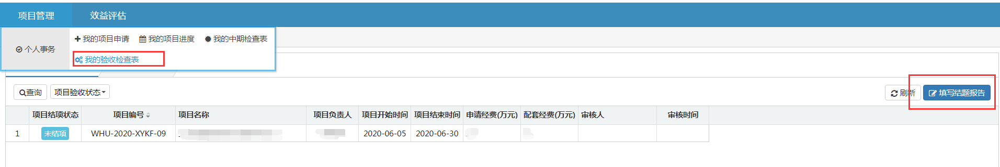 项目管理 效益评估
个人事务 我的项目申请 我的项目进度 我的中期检查表
我的验收检查表
查询 项目验收状态 刷新 填写结题报告
项目结项状态 项目编号 项目名称 项目负责人 项目开始时间 项目结束时间 申请经费(万元) 配套经费(万元) 审核人 审核时间
1 未结项 WHU-2020-XYKF-09 2020-06-05 2020-06-30